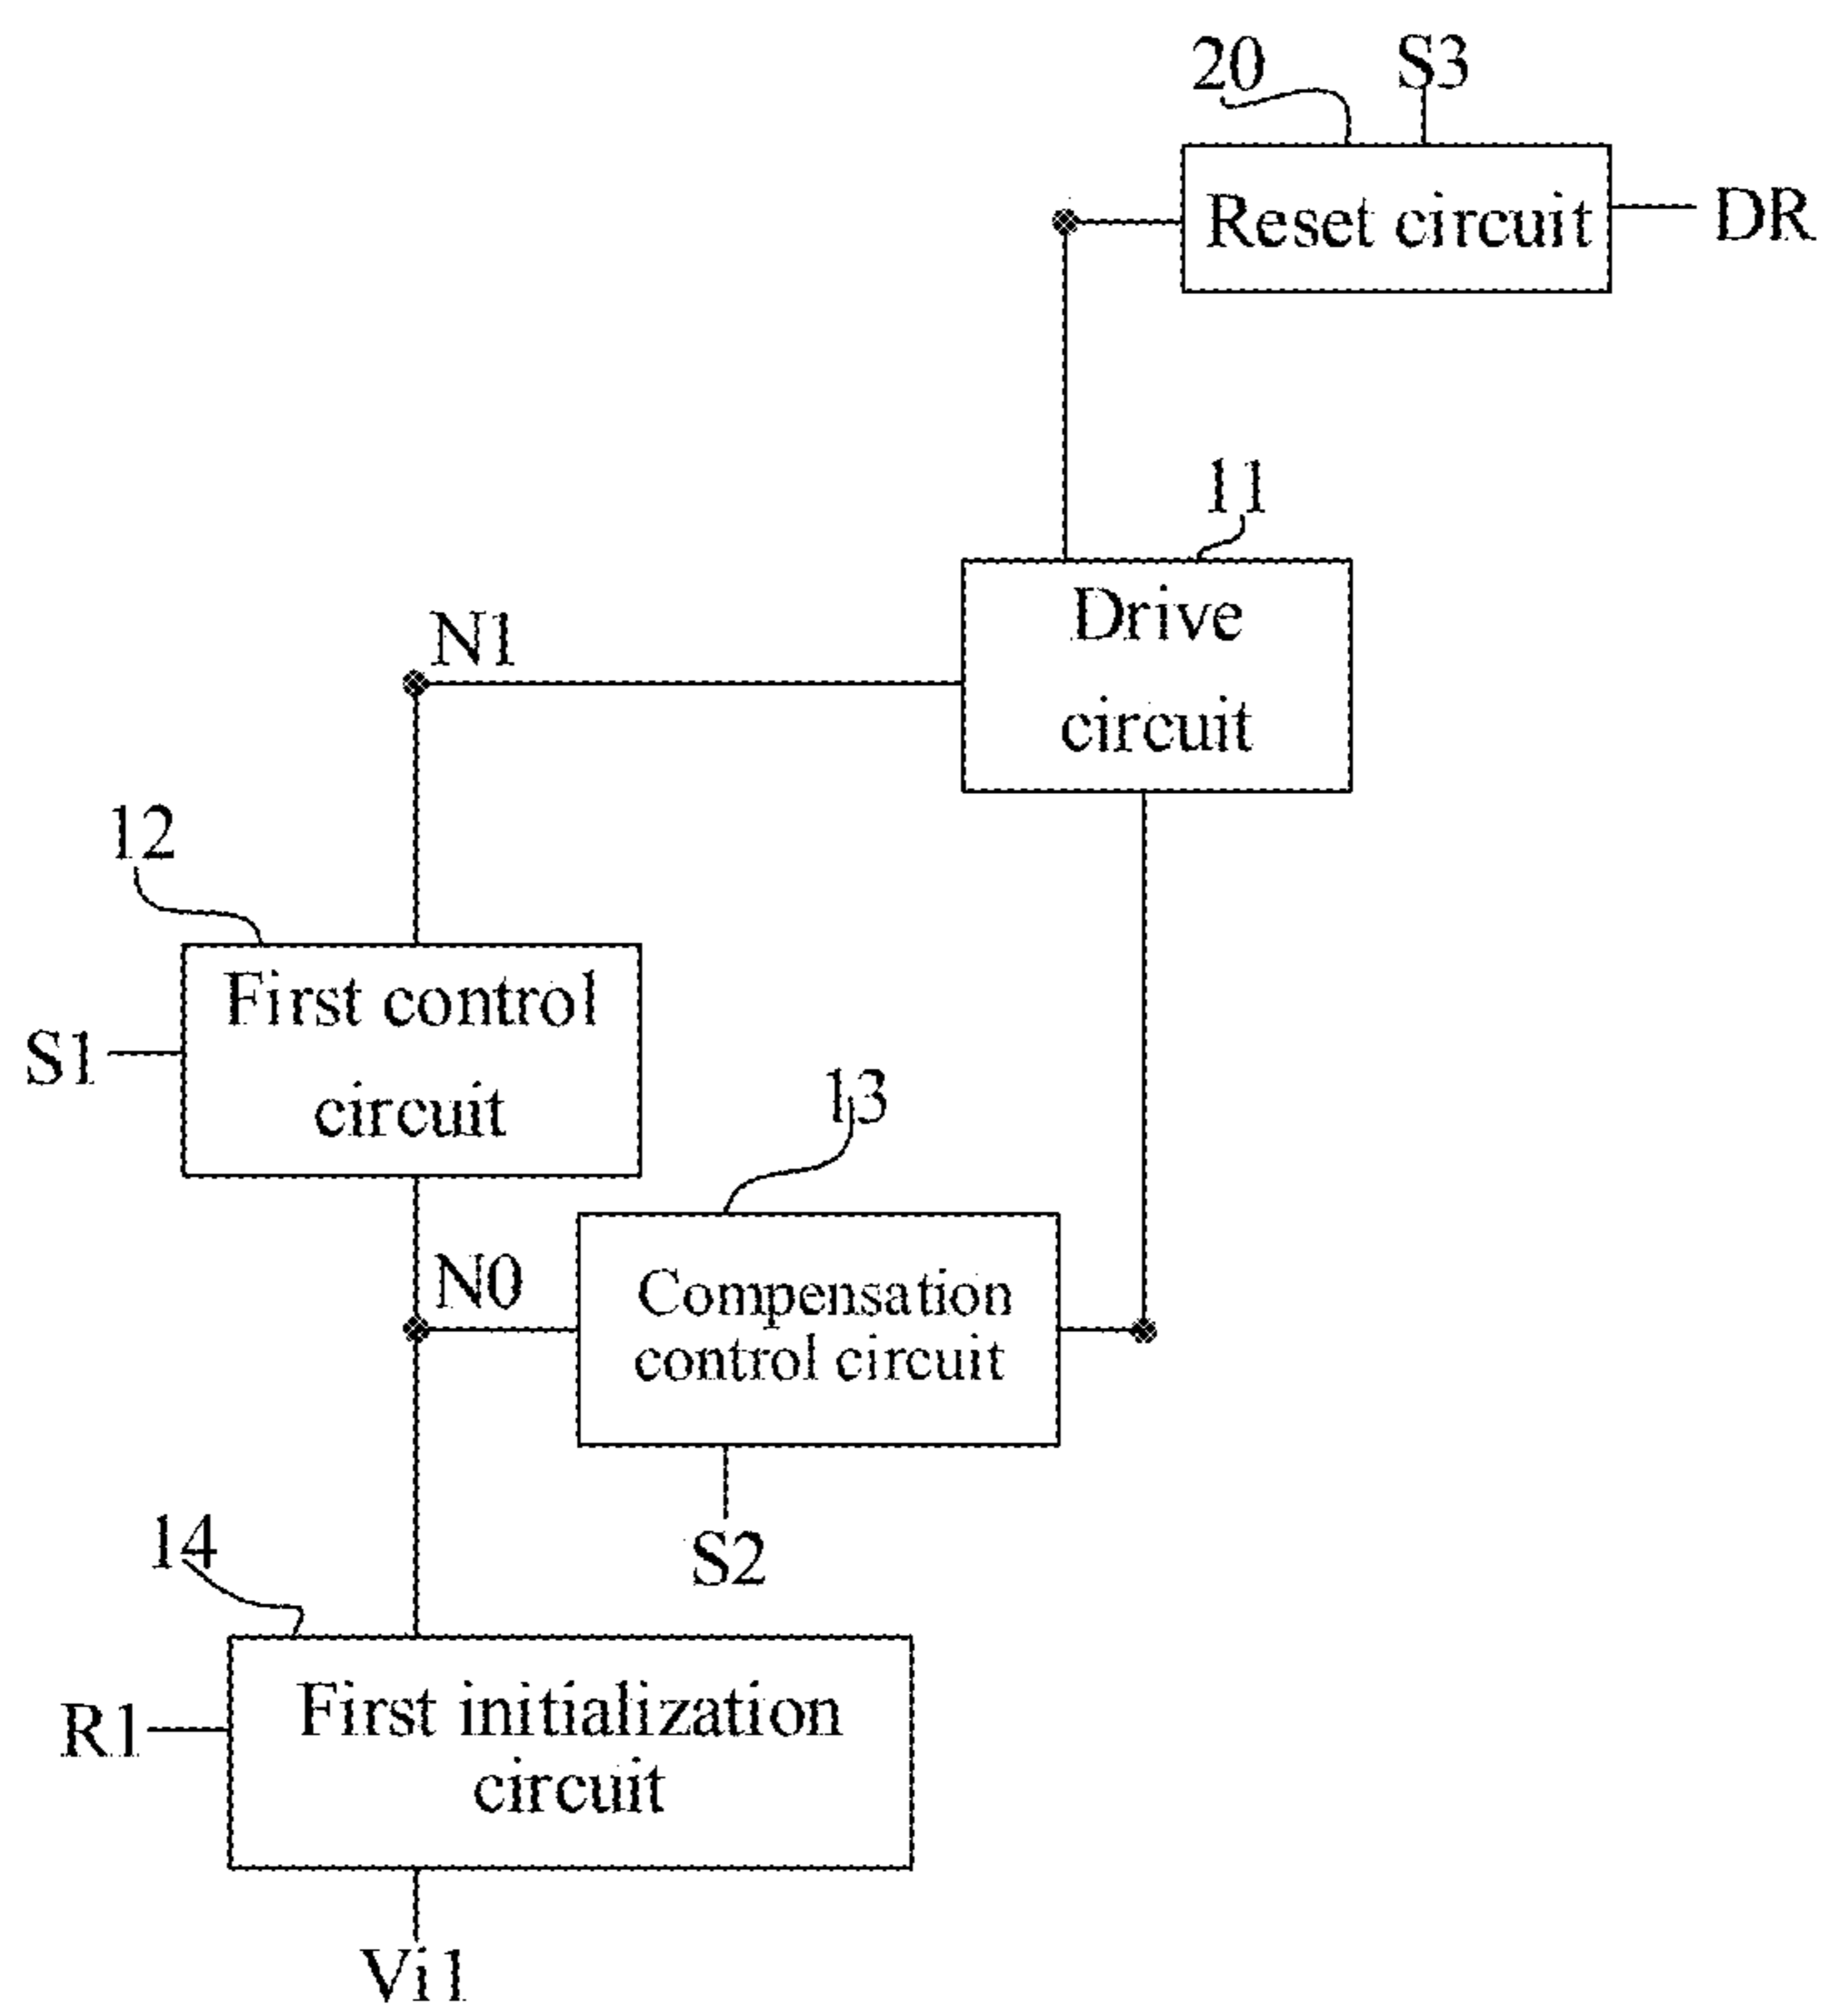 20
S3
Reset circuit
DR
11
Drive
circuit
N1
12
First control
circuit
S1
13
N0
Compensation
control circuit
S2
14
R1
First initialization
circuit
Vi1